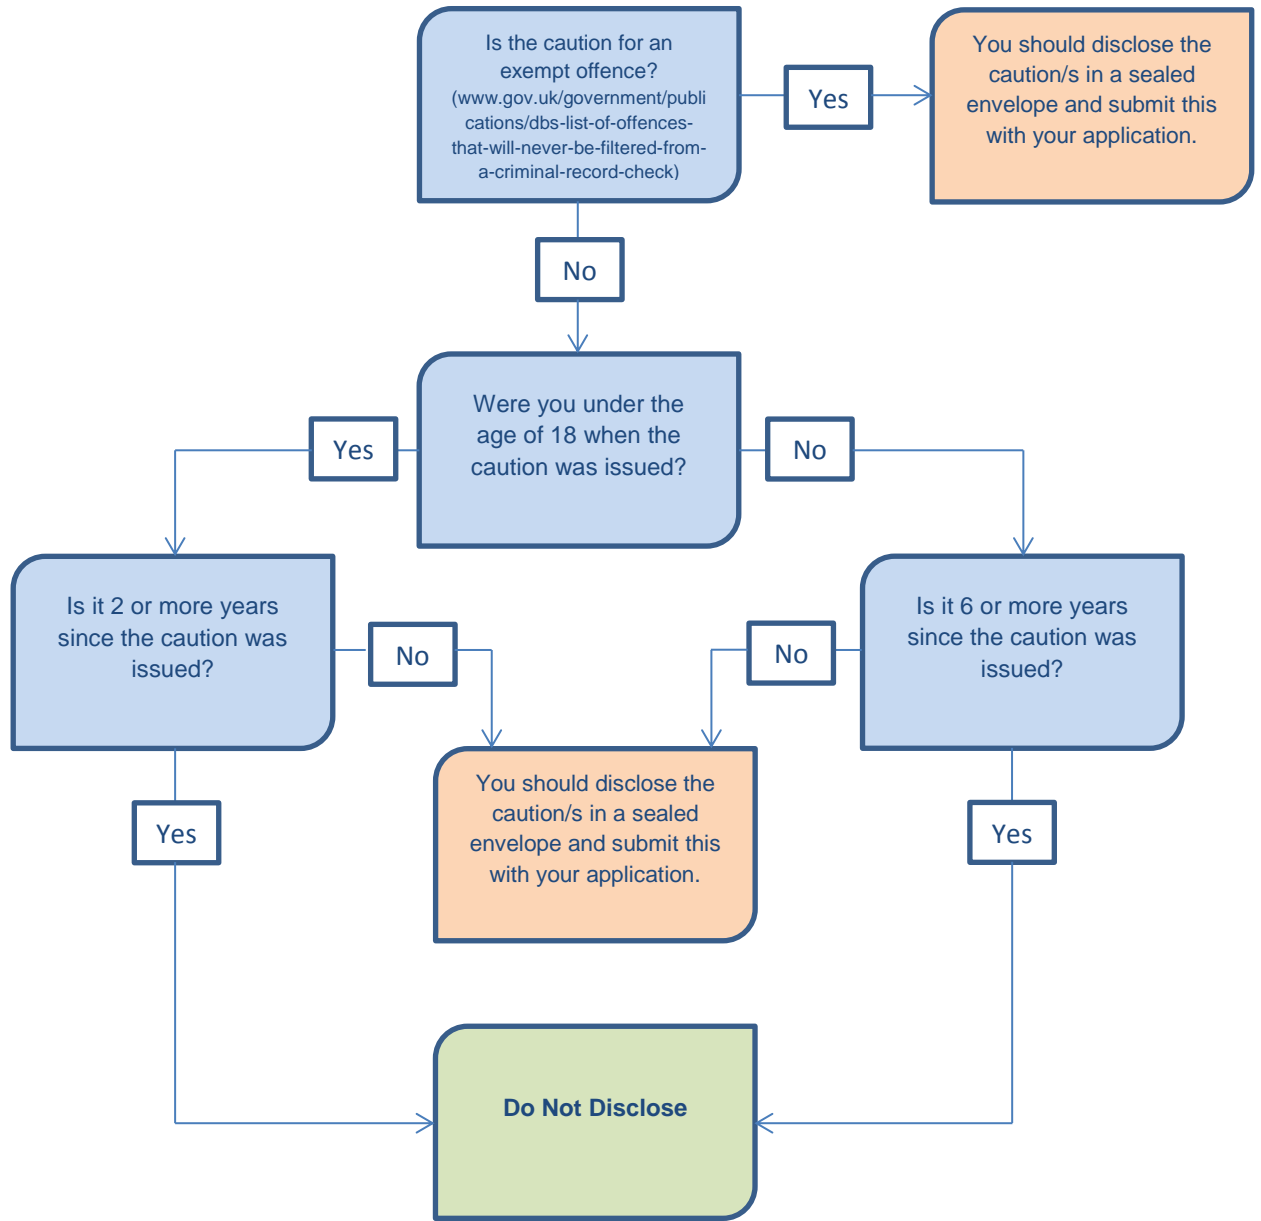 Is the caution for an
exempt offence?
(www.gov.uk/government/publi
cations/dbs-list-of-offences-
that-will-never-be-filtered-from-
a-criminal-record-check)
Yes
You should disclose the
caution/s in a sealed
envelope and submit this
with your application.
No
Were you under the
age of 18 when the
caution was issued?
Yes
No
Is it 2 or more years
since the caution was
issued?
No
No
Is it 6 or more years
since the caution was
issued?
You should disclose the
caution/s in a sealed
envelope and submit this
with your application.
Yes
Yes
Do Not Disclose